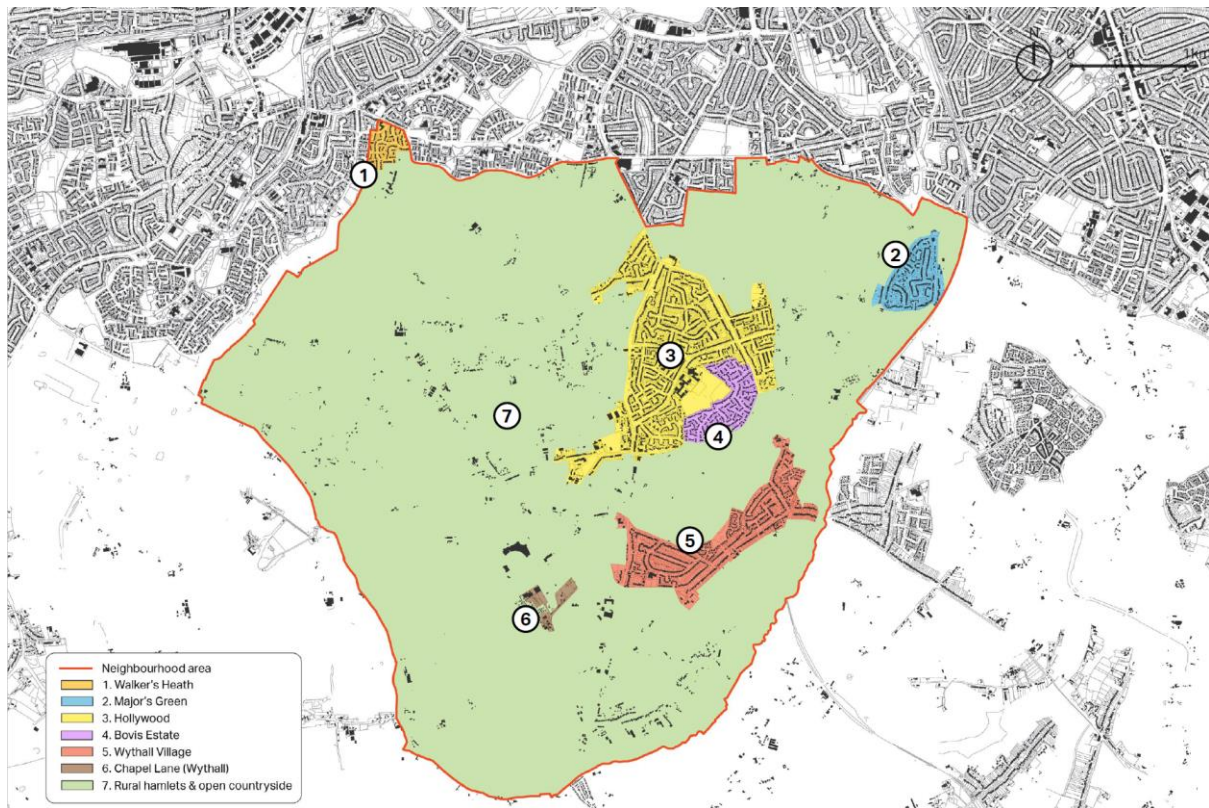 N
0
1km
1
2
3
4
7
5
6
Neighbourhood area
1. Walker's Heath
2. Major's Green
3. Hollywood
4. Bovis Estate
5. Wythall Village
6. Chapel Lane (Wythall)
7. Rural hamlets & open countryside